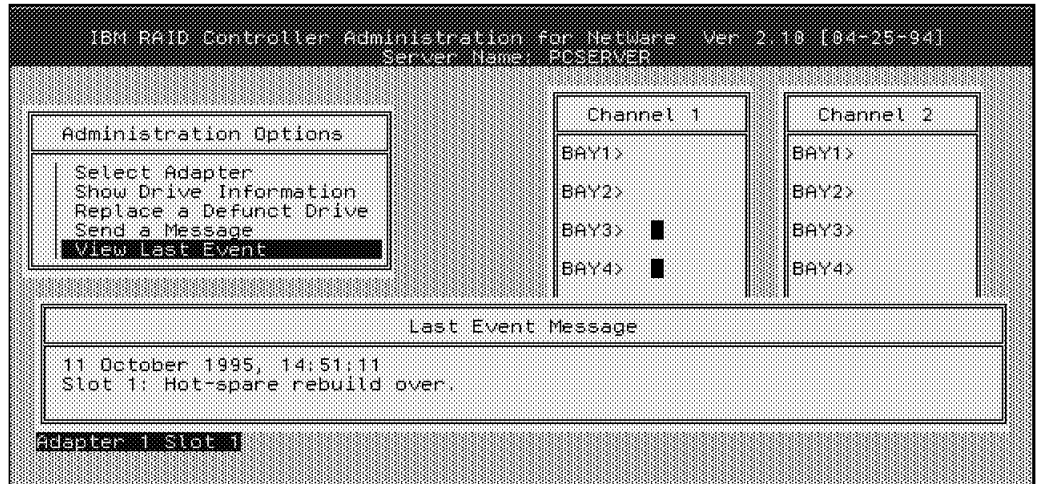 IBM RAID Controller Administration for NetWare Ver 2.10 [04-25-94]
Server Name: PCSERVER
Administration Options
Select Adapter
Show Drive Information
Replace a Defunct Drive
Send a Message
View Last Event
Channel 1
BAY1>
BAY2>
BAY3>
BAY4>
Channel 2
BAY1>
BAY2>
BAY3>
BAY4>
Last Event Message
11 October 1995, 14:51:11
Slot 1: Hot-spare rebuild over.
Adapter 1 Slot 1